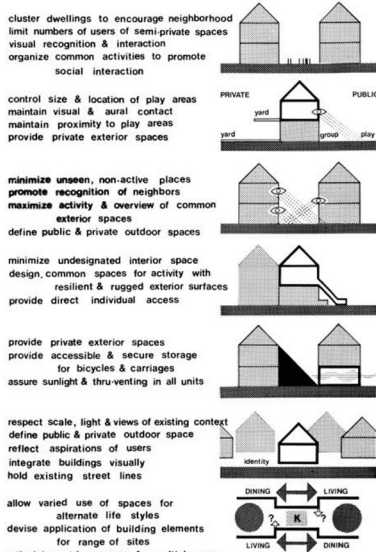 cluster dwellings to encourage neighborhood
limit numbers of users of semi-private spaces
visual recognition & interaction
organize common activities to promote
social interaction
control size & location of play areas
maintain visual & aural contact
maintain proximity to play areas
provide private exterior spaces
PRIVATE
PUBLIC
yard
yard
group
play
minimize unseen, non-active places
promote recognition of neighbors
maximize activity & overview of common
exterior spaces
define public & private outdoor spaces
minimize undesignated interior space
design, common spaces for activity with
resilient & rugged exterior surfaces
provide direct individual access
provide private exterior spaces
provide accessible & secure storage
for bicycles & carriages
assure sunlight & thru-venting in all units
respect scale, light & views of existing context
define public & private outdoor space
reflect aspirations of users
integrate buildings visually
hold existing street lines
identity
allow varied use of spaces for
alternate life styles
devise application of building elements
for range of sites
DINING
LIVING
?
K
?
LIVING
DINING